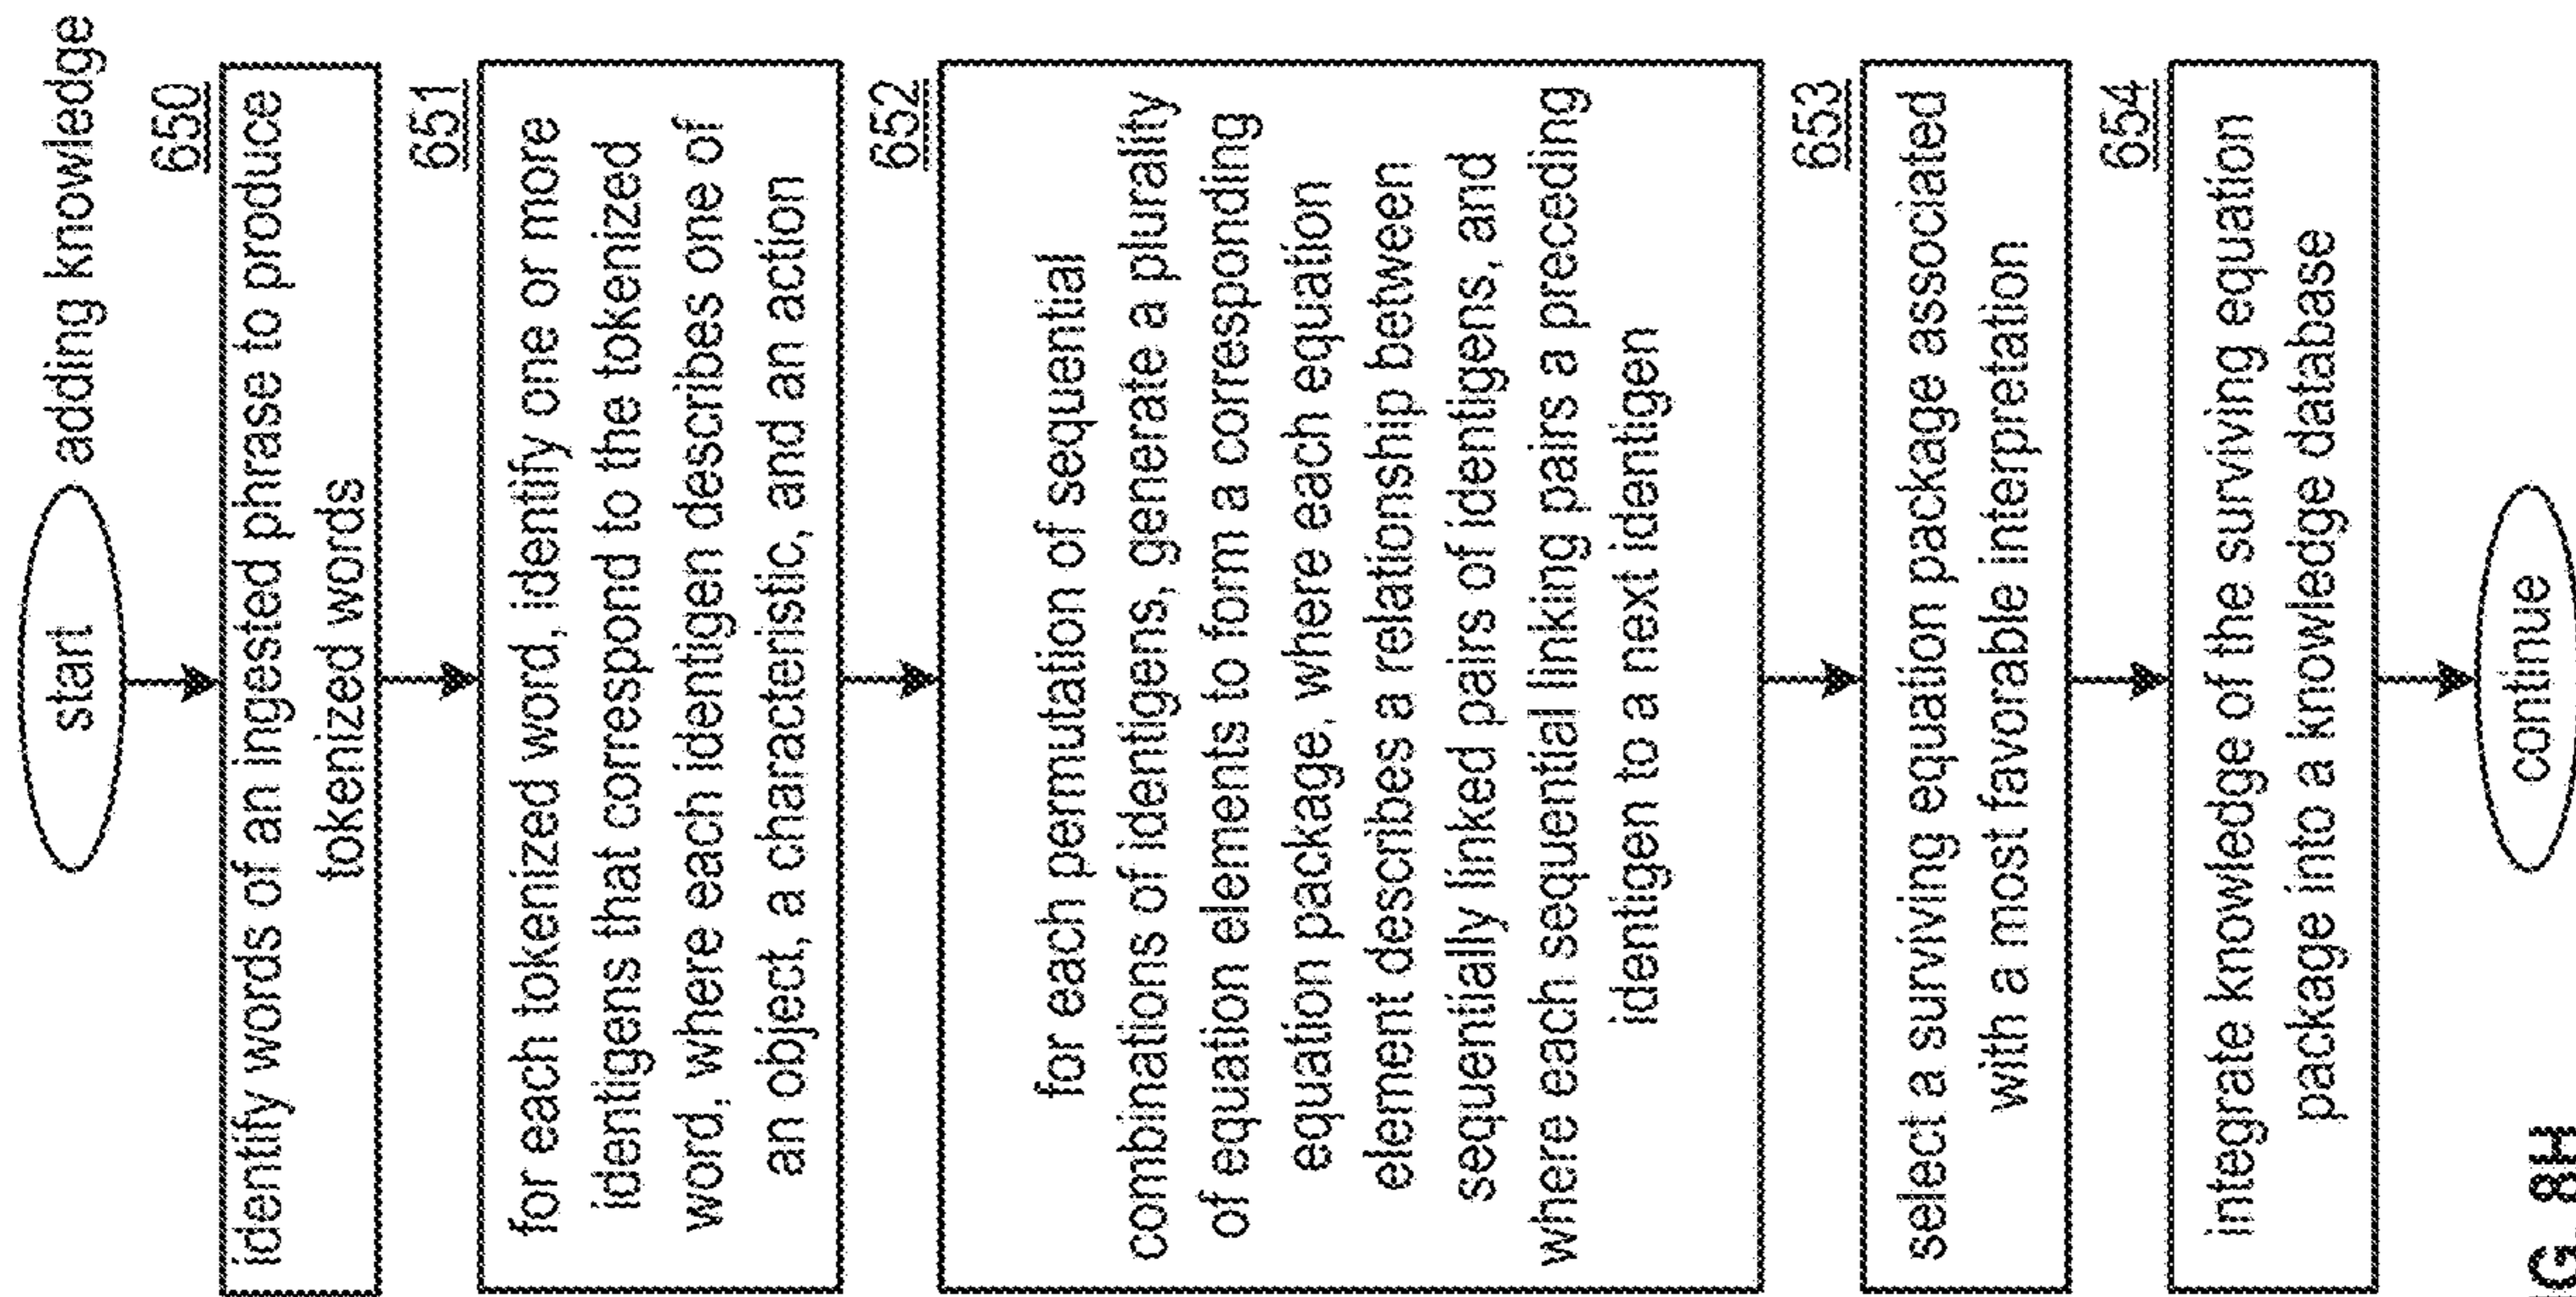 start
adding knowledge
650
identify words of an ingested phrase to produce
tokenized words
651
for each tokenized word, identify one or more
identigens that correspond to the tokenized
word, where each identigen describes one of
an object, a characteristic, and an action
652
for each permutation of sequential
combinations of identigens, generate a plurality
of equation elements to form a corresponding
equation package, where each equation
element describes a relationship between
sequentially linked pairs of identigens, and
where each sequential linking pairs a preceding
identigen to a next identigen
653
select a surviving equation package associated
with a most favorable interpretation
654
integrate knowledge of the surviving equation
package into a knowledge database
continue
IG. 8H